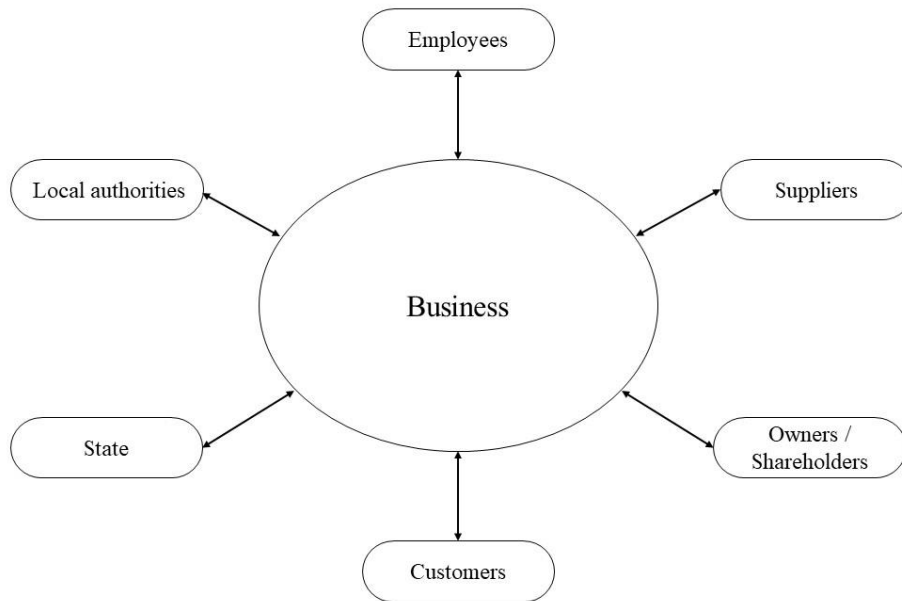 Employees
Local authorities
Suppliers
Business
State
Owners /
Shareholders
Customers